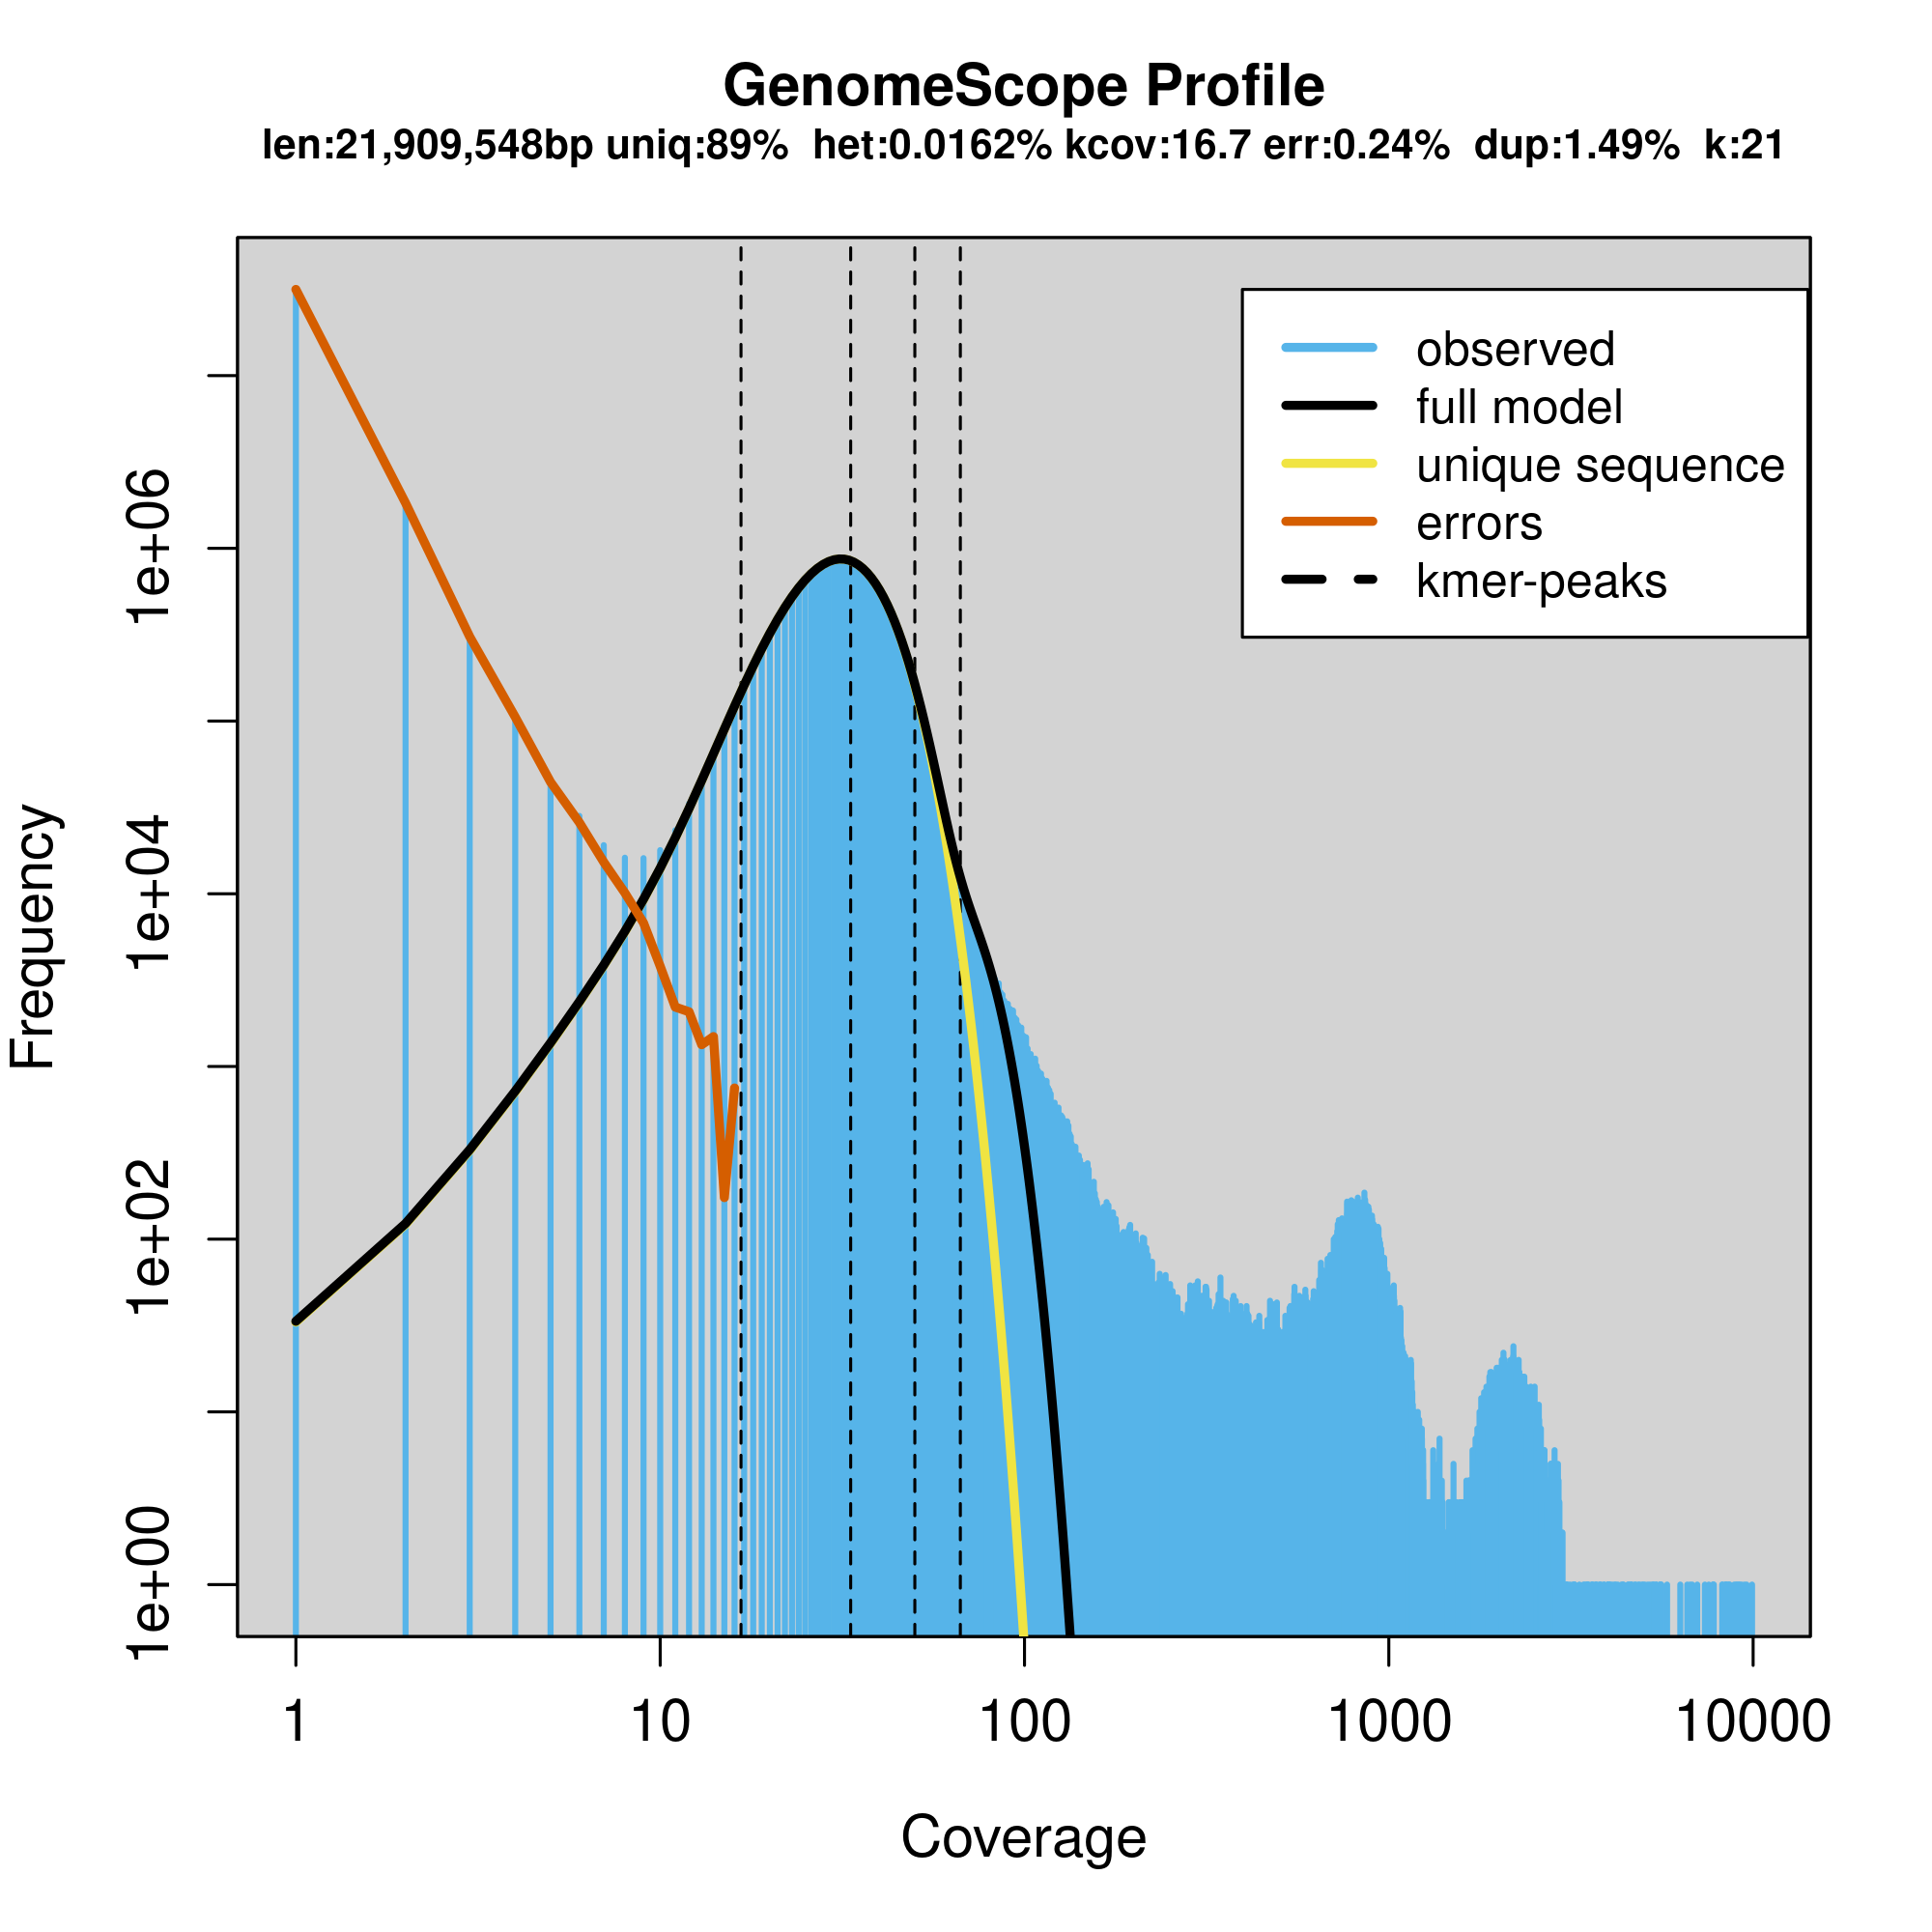 GenomeScope Profile
len:21,909,548bp uniq:89% het:0.0162% kcov:16.7 err:0.24% dup:1.49% k:21
observed
full model
unique sequence
errors
kmer-peaks
Frequency
1e+06
1e+04
1e+02
1e+00
1 10 100 1000 10000
Coverage